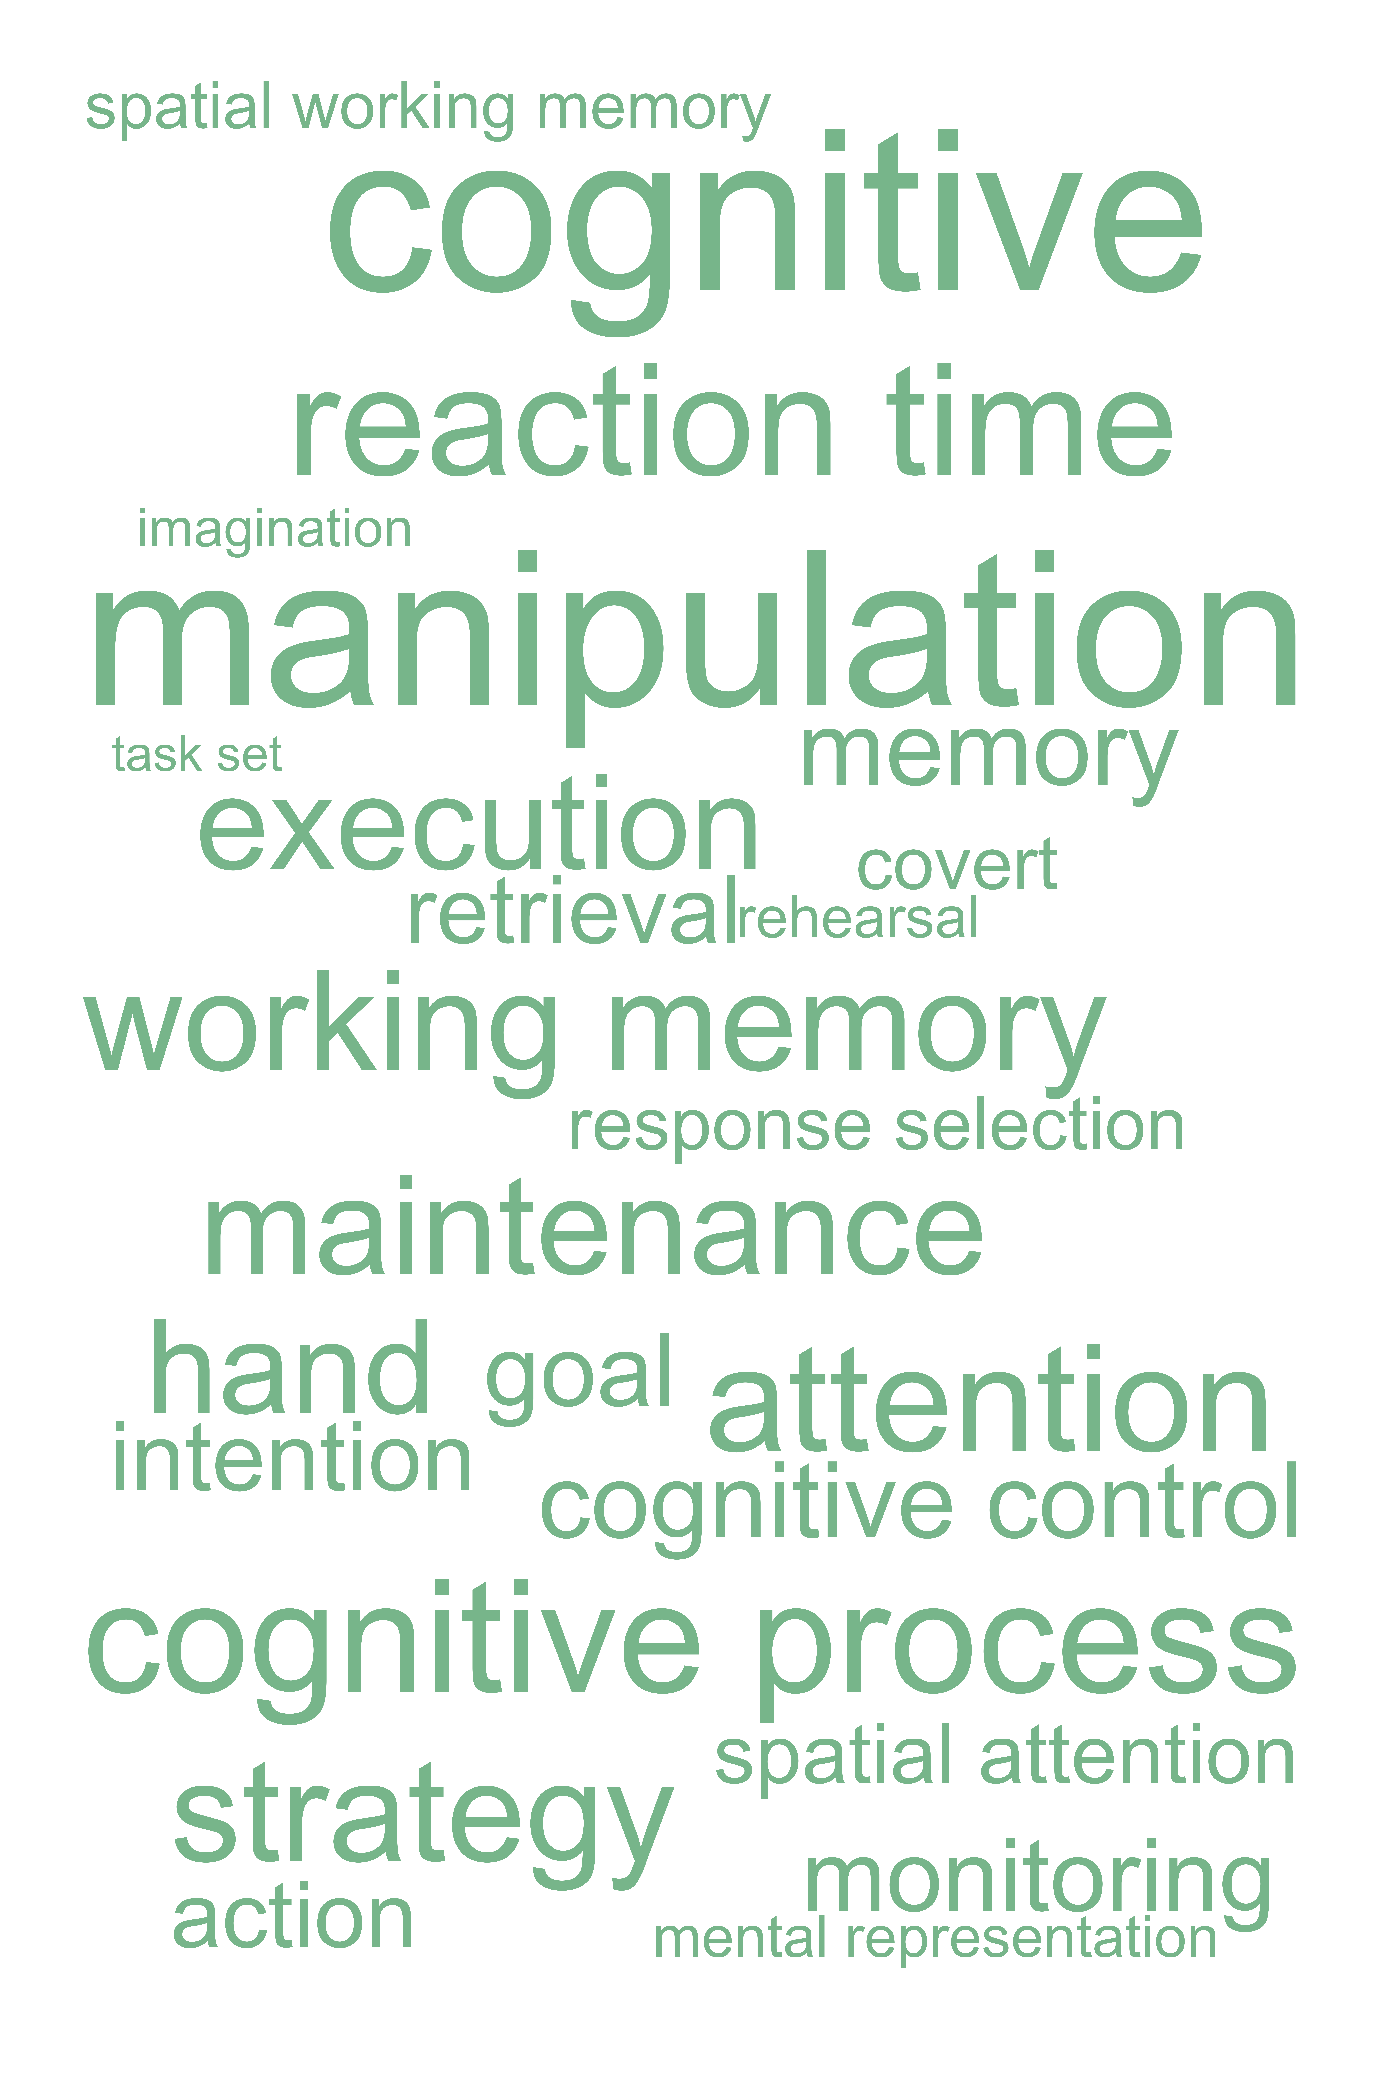 spatial working memory
cognitive
reaction time
imagination
manipulation
task set
memory
execution
covert
retrieval
rehearsal
working memory
response selection
maintenance
hand
goal
attention
intention
cognitive control
cognitive process
spatial attention
strategy
monitoring
action
mental representation